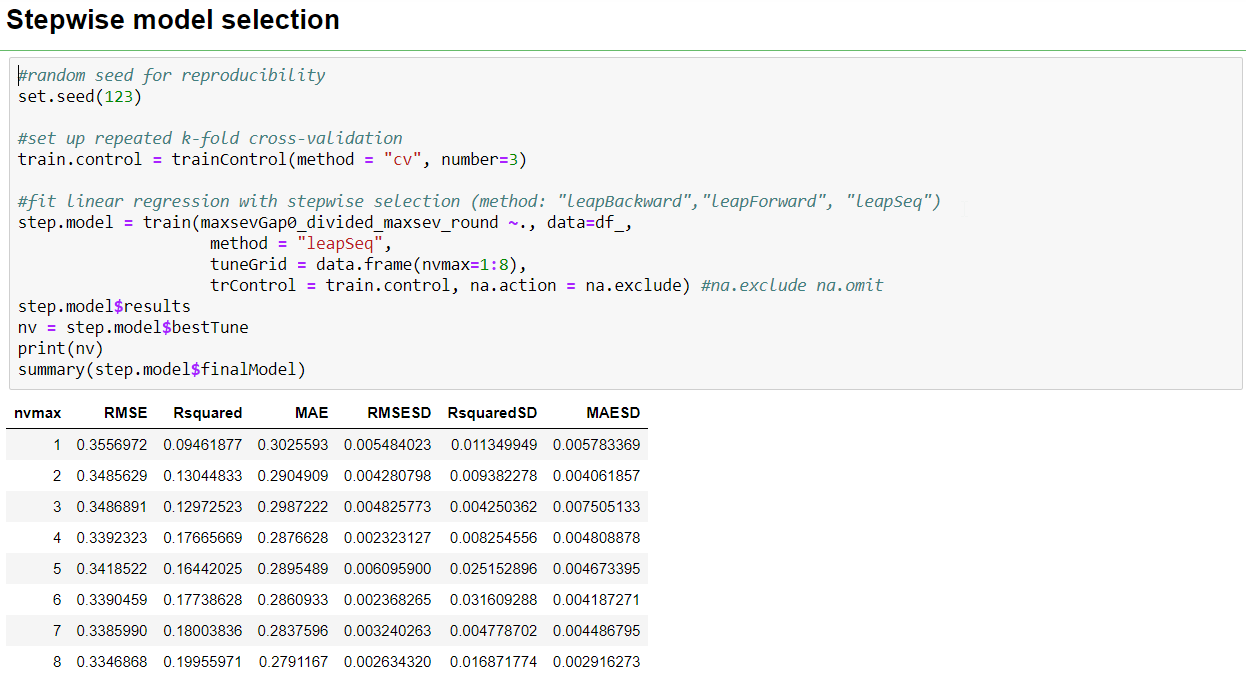 Stepwise model selection
#random seed for reproducibility
set.seed(123)
#set up repeated k-fold cross-validation
train.control = trainControl(method = "cv", number=3)
#fit linear regression with stepwise selection (method: "leapBackward","leapForward", "leapSeq")
step.model = train(maxsevGap0_divided_maxsev_round ~., data=df_,
method = "leapSeq",
tuneGrid = data.frame(nvmax=1:8),
trControl = train.control, na.action = na.exclude) #na.exclude na.omit
step.model$results
nv = step.model$bestTune
print(nv)
summary(step.model$finalModel)
nvmax RMSE Rsquared MAE RMSESD RsquaredSD MAESD
1 0.3556972 0.09461877 0.3025593 0.005484023 0.011349949 0.005783369
2 0.3485629 0.13044833 0.2904909 0.004280798 0.009382278 0.004061857
3 0.3486891 0.12972523 0.2987222 0.004825773 0.004250362 0.007505133
4 0.3392323 0.17665669 0.2876628 0.002323127 0.008254556 0.004808878
5 0.3418522 0.16442025 0.2895489 0.006095900 0.025152896 0.004673395
6 0.3390459 0.17738628 0.2860933 0.002368265 0.031609288 0.004187271
7 0.3385990 0.18003836 0.2837596 0.003240263 0.004778702 0.004486795
8 0.3346868 0.19955971 0.2791167 0.002634320 0.016871774 0.002916273